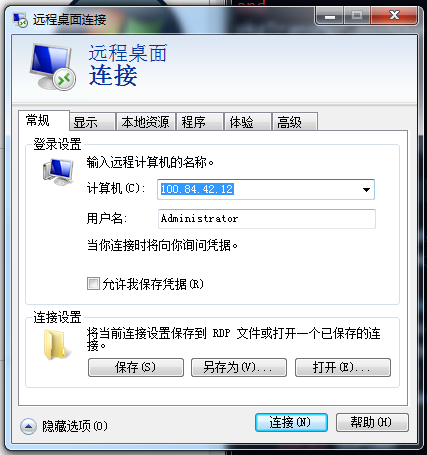 远程桌面连接
远程桌面
连接
常规 显示 本地资源 程序 体验 高级
登录设置
输入远程计算机的名称。
计算机(C): 100.84.42.12
用户名: Administrator
当你连接时将向你询问凭据。
允许我保存凭据(R)
连接设置
将当前连接设置保存到 RDP 文件或打开一个已保存的连
接。
保存(S) 另存为(V)... 打开(E)...
隐藏选项(O) 连接(N) 帮助(H)